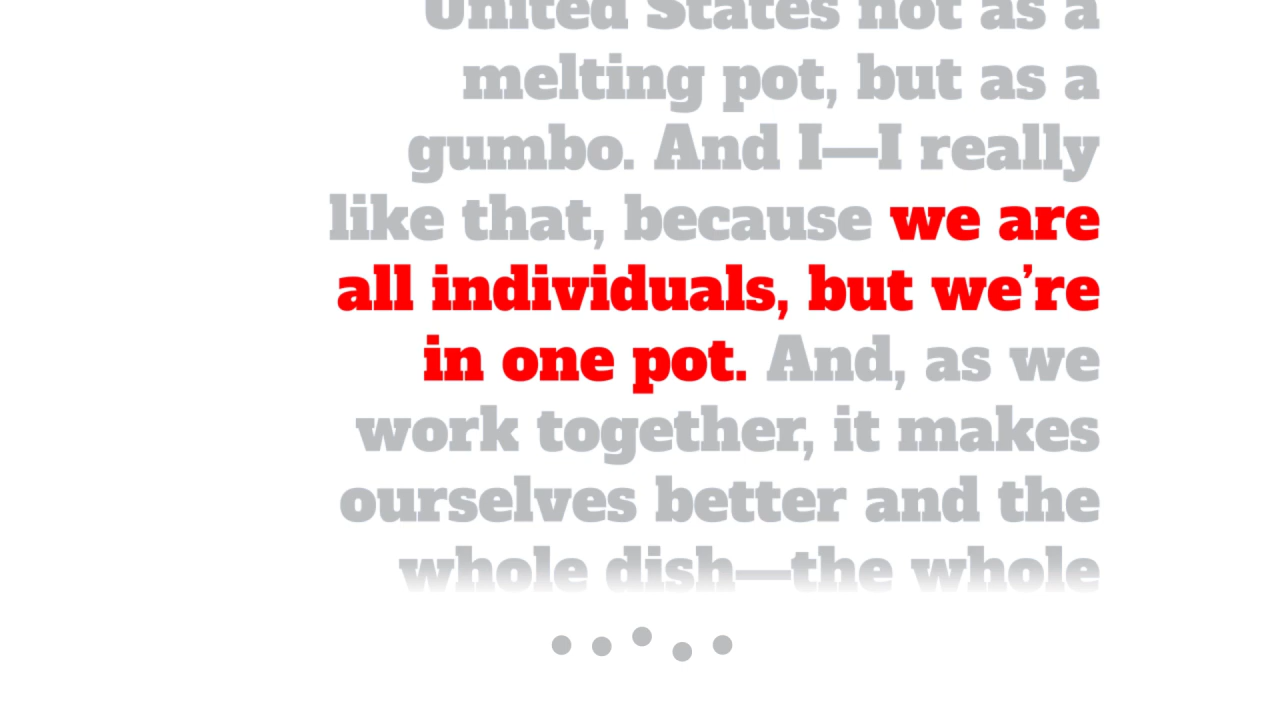 United States not as a
melting pot, but as a
gumbo. And I—I really
like that, because we are
all individuals, but we’re
in one pot. And, as we
work together, it makes
ourselves better and the
whole dish—the whole